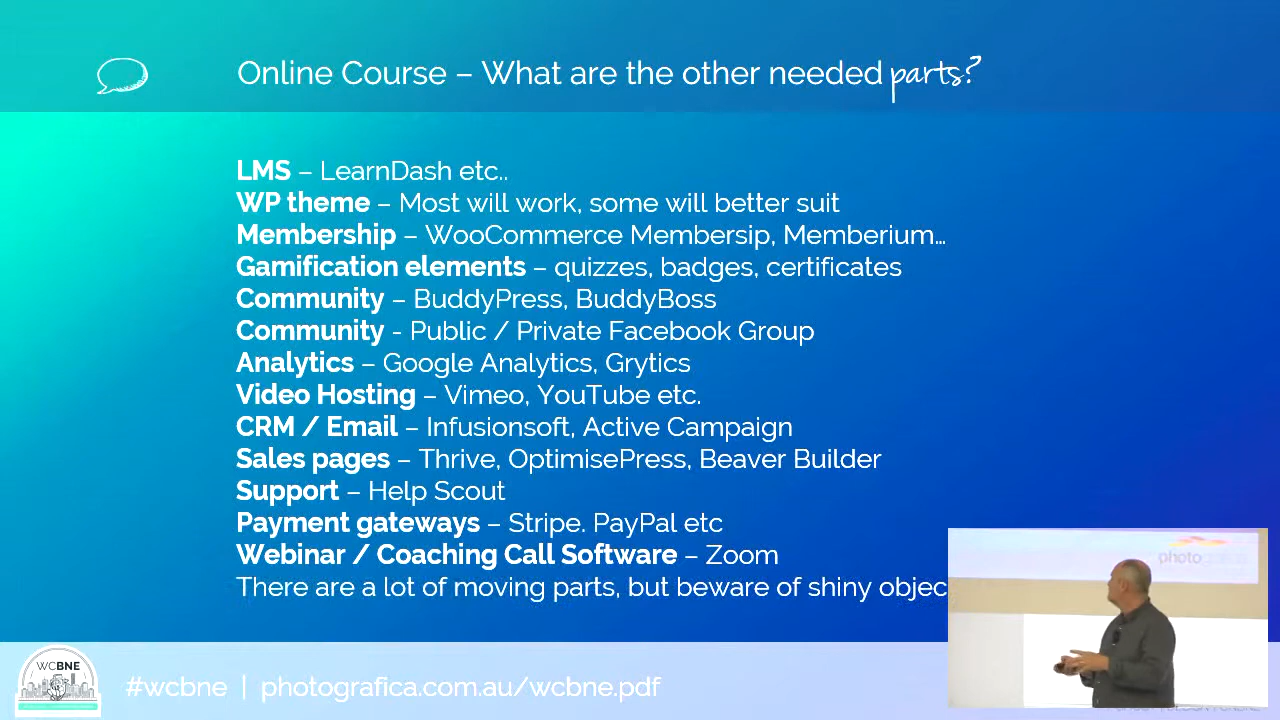 Online Course – What are the other needed parts?
LMS – LearnDash etc..
WP theme – Most will work, some will better suit
Membership – WooCommerce Membersip, Memberium...
Gamification elements – quizzes, badges, certificates
Community – BuddyPress, BuddyBoss
Community - Public / Private Facebook Group
Analytics – Google Analytics, Grytics
Video Hosting – Vimeo, YouTube etc.
CRM / Email – Infusionsoft, Active Campaign
Sales pages – Thrive, OptimisePress, Beaver Builder
Support – Help Scout
Payment gateways – Stripe. PayPal etc
Webinar / Coaching Call Software – Zoom
There are a lot of moving parts, but beware of shiny objec
WCBNE
#wcbne | photografica.com.au/wcbne.pdf